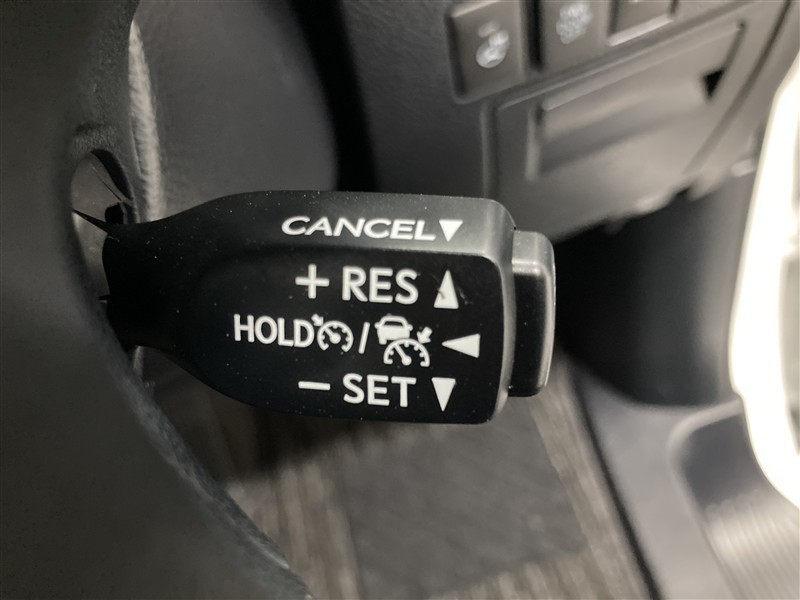 CANCEL▼
+ RES ▲
HOLD / ◀
− SET ▼